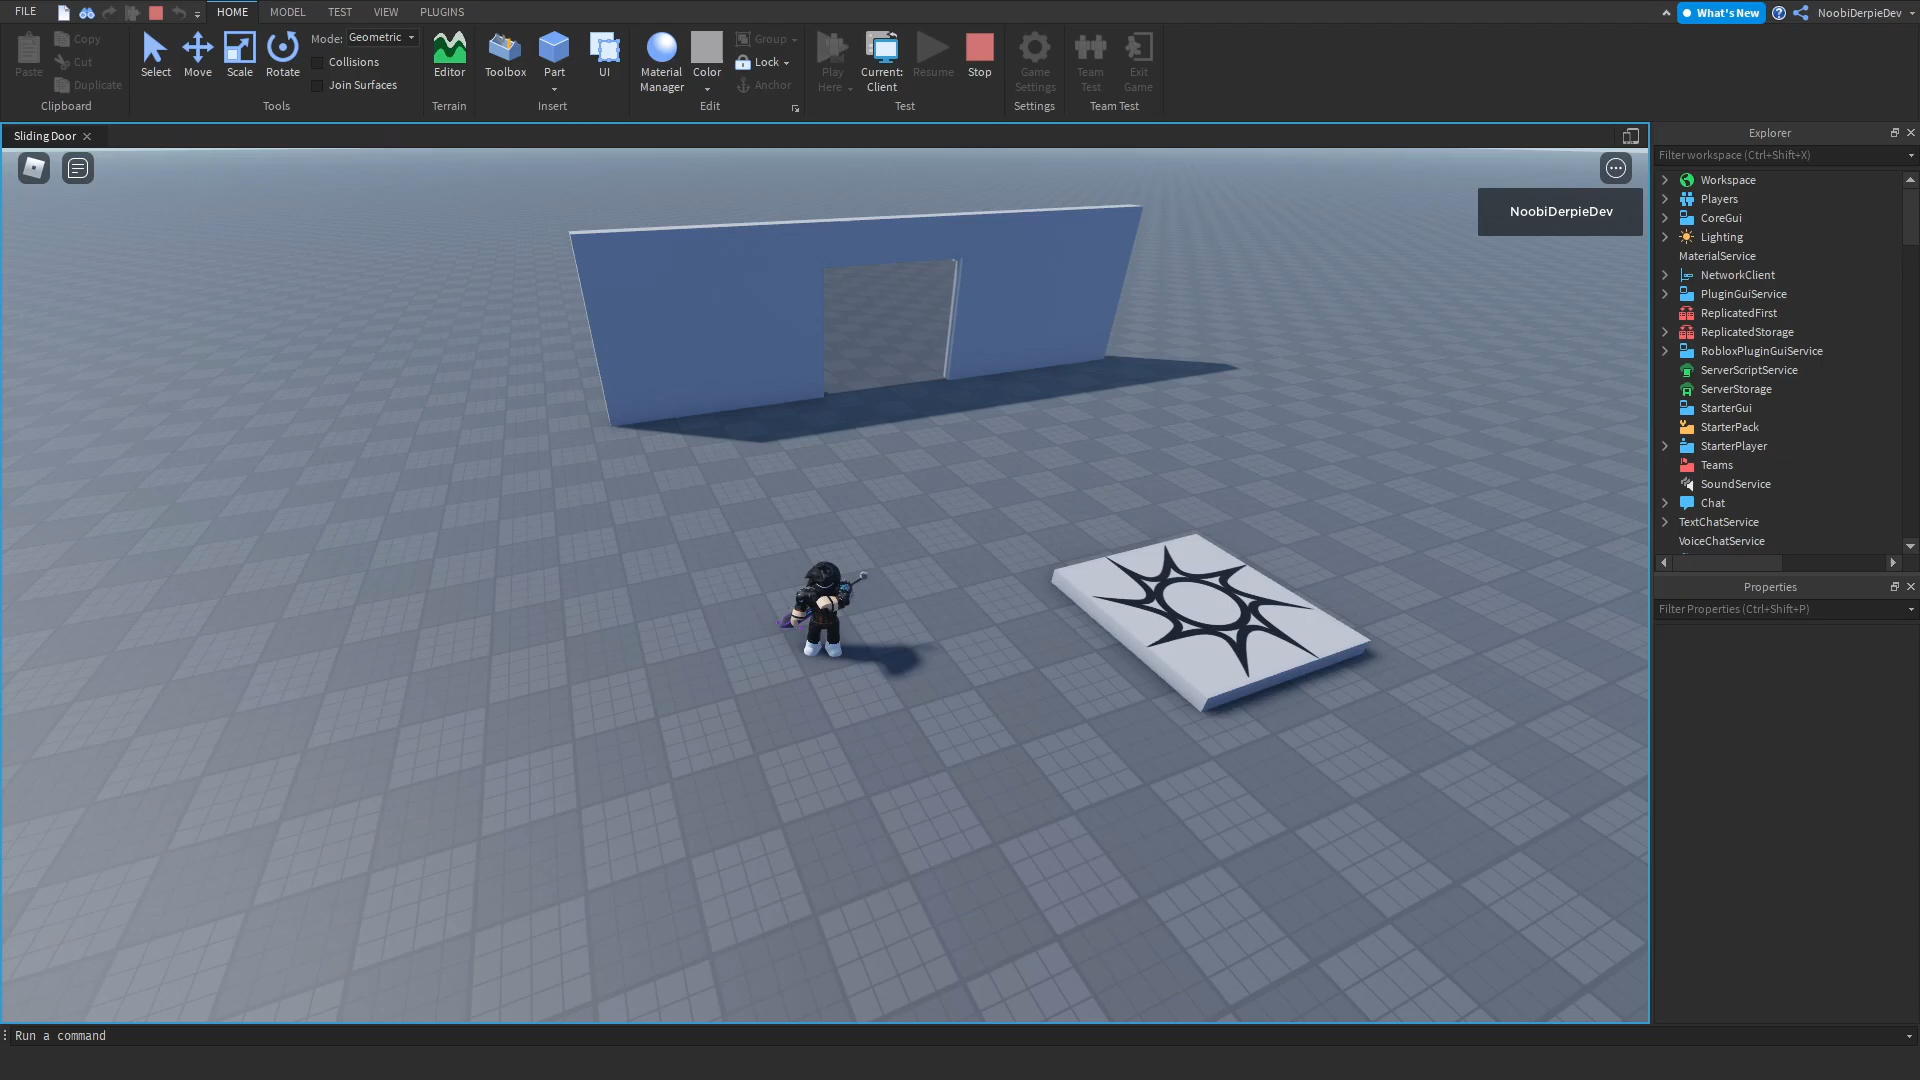 FILE
HOME
MODEL
TEST
VIEW
PLUGINS
What's New
NoobiDerpieDev
Paste
Copy
Cut
Duplicate
Clipboard
Select
Move
Scale
Rotate
Mode: Geometric
Collisions
Join Surfaces
Tools
Editor
Terrain
Toolbox
Part
UI
Insert
Material
Manager
Color
Group
Lock
Anchor
Edit
Play
Here
Current:
Client
Resume
Stop
Test
Game
Settings
Settings
Team
Test
Exit
Game
Team Test
Sliding Door
NoobiDerpieDev
Explorer
Filter workspace (Ctrl+Shift+X)
Workspace
Players
CoreGui
Lighting
MaterialService
NetworkClient
PluginGuiService
ReplicatedFirst
ReplicatedStorage
RobloxPluginGuiService
ServerScriptService
ServerStorage
StarterGui
StarterPack
StarterPlayer
Teams
SoundService
Chat
TextChatService
VoiceChatService
Properties
Filter Properties (Ctrl+Shift+P)
Run a command